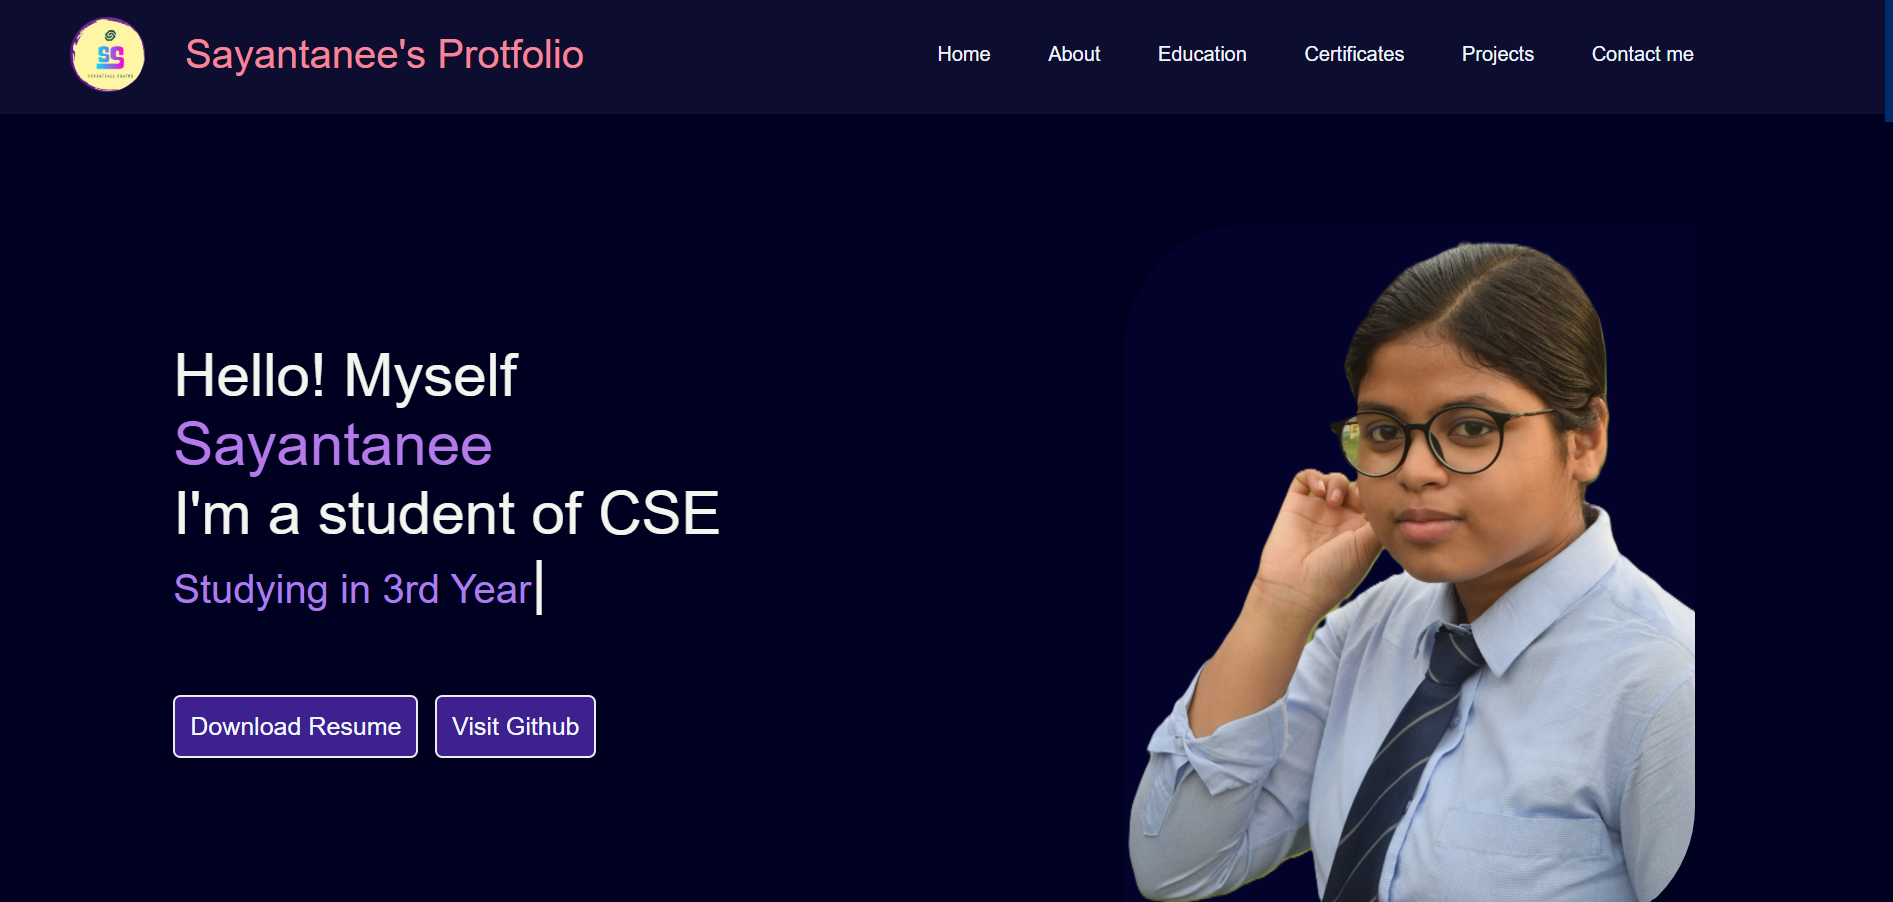 SS
Sayantanee's Protfolio
Home
About
Education
Certificates
Projects
Contact me
Hello! Myself
Sayantanee
I'm a student of CSE
Studying in 3rd Year
Download Resume
Visit Github